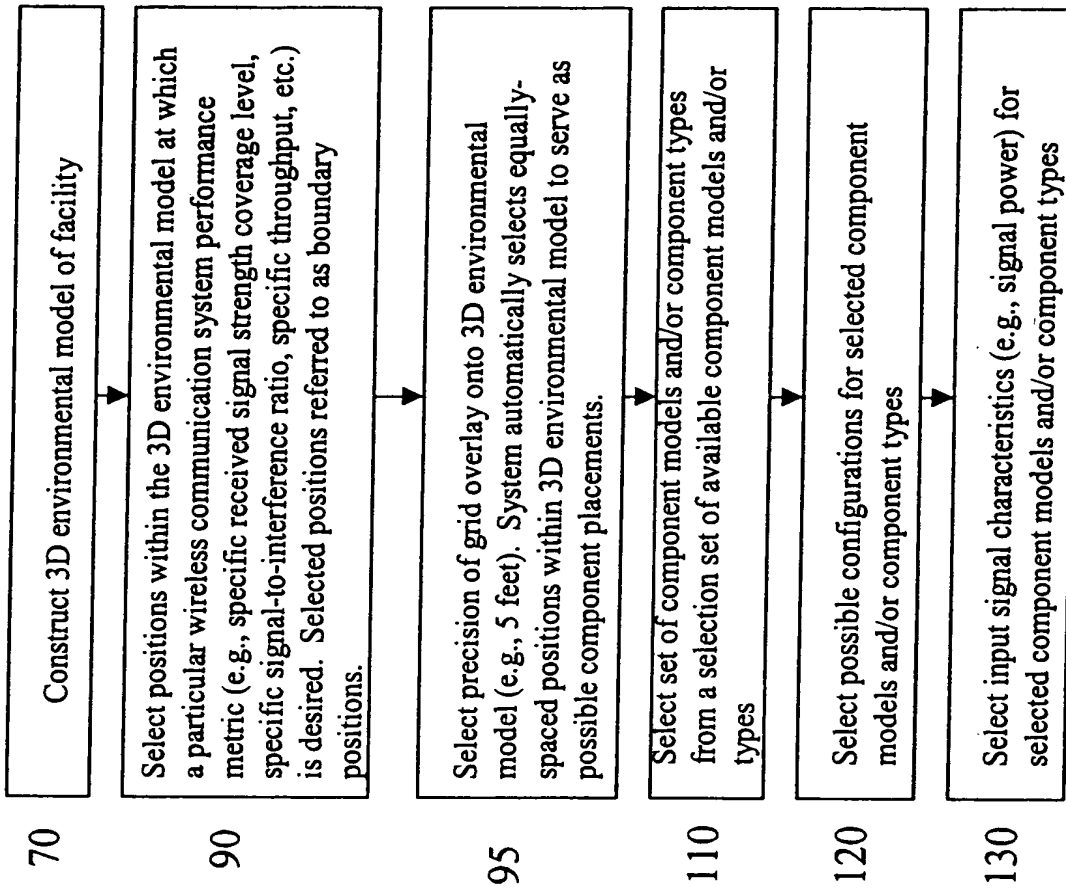 70
Construct 3D environmental model of facility
90
Select positions within the 3D environmental model at which
a particular wireless communication system performance
metric (e.g., specific received signal strength coverage level,
specific signal-to-interference ratio, specific throughput, etc.)
is desired. Selected positions referred to as boundary
positions.
95
Select precision of grid overlay onto 3D environmental
model (e.g., 5 feet). System automatically selects equally-
spaced positions within 3D environmental model to serve as
possible component placements.
110
Select set of component models and/or component types
from a selection set of available component models and/or
types
120
Select possible configurations for selected component
models and/or component types
130
Select input signal characteristics (e.g., signal power) for
selected component models and/or component types